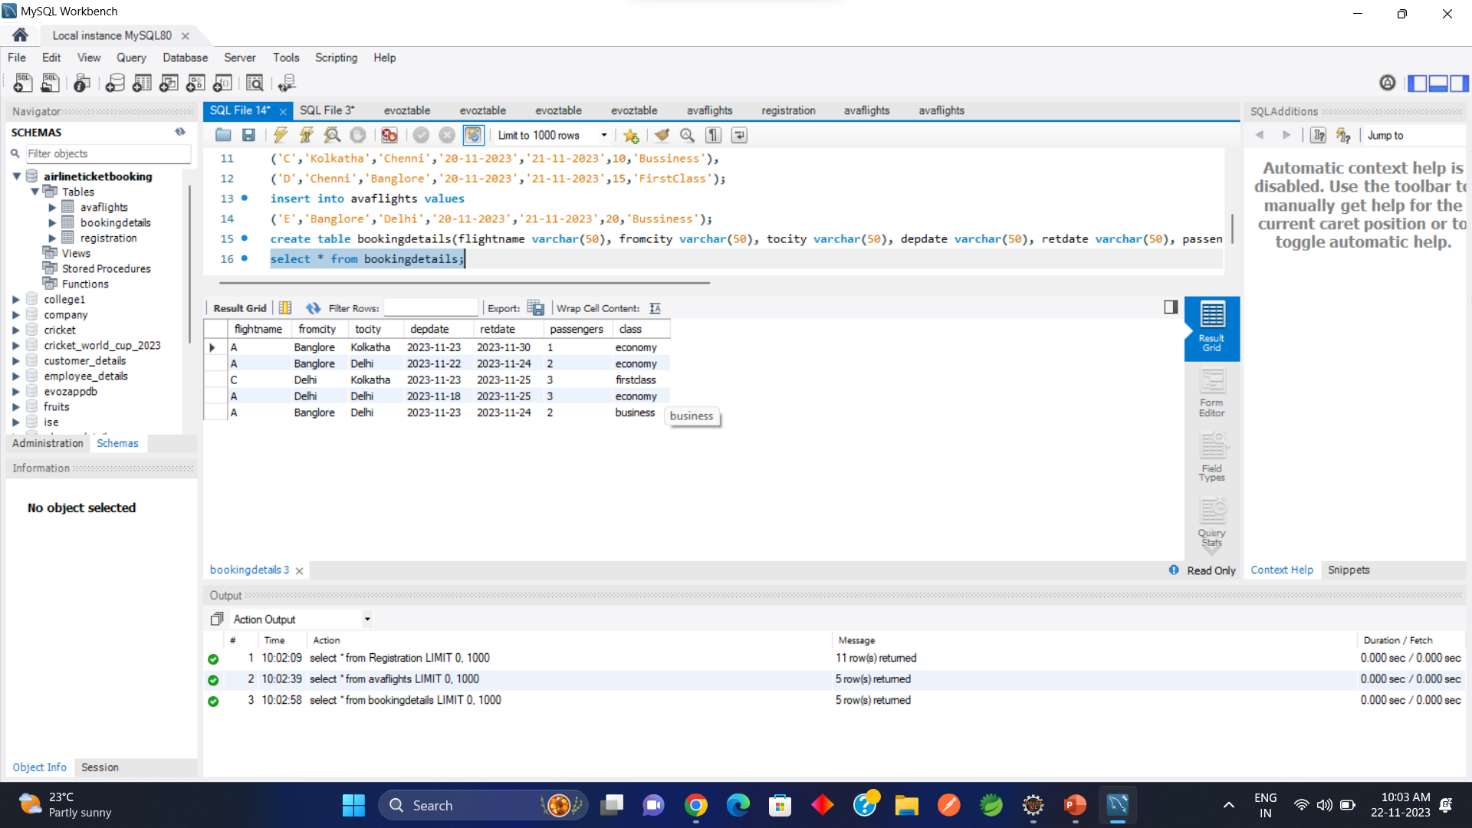 MySQL Workbench
Local instance MySQL80
File Edit View Query Database Server Tools Scripting Help
Navigator
SCHEMAS
Filter objects
airlineticketbooking
Tables
avaflights
bookingdetails
registration
Views
Stored Procedures
Functions
college1
company
cricket
cricket_world_cup_2023
customer_details
employee_details
evozappdb
fruits
ise
Administration Schemas
Information
No object selected
Object Info Session
SQL File 14* SQL File 3* evoztable evoztable evoztable evoztable avaflights registration avaflights avaflights
Limit to 1000 rows
11 ('C','Kolkatha','Chenni','20-11-2023','21-11-2023',10,'Bussiness'),
12 ('D','Chenni','Banglore','20-11-2023','21-11-2023',15,'FirstClass');
13 insert into avaflights values
14 ('E','Banglore','Delhi','20-11-2023','21-11-2023',20,'Bussiness');
15 create table bookingdetails(flightname varchar(50), fromcity varchar(50), tocity varchar(50), depdate varchar(50), retdate varchar(50), passen
16 select * from bookingdetails;
Result Grid Filter Rows: Export: Wrap Cell Content:
flightname fromcity tocity depdate retdate passengers class
A Banglore Kolkatha 2023-11-23 2023-11-30 1 economy
A Banglore Delhi 2023-11-22 2023-11-24 2 economy
C Delhi Kolkatha 2023-11-23 2023-11-25 3 firstclass
A Delhi Delhi 2023-11-18 2023-11-25 3 economy
A Banglore Delhi 2023-11-23 2023-11-24 2 business
business
Result
Grid
Form
Editor
Field
Types
Query
Stats
bookingdetails 3
Read Only
SQLAdditions
Jump to
Automatic context help is
disabled. Use the toolbar to
manually get help for the
current caret position or to
toggle automatic help.
Context Help Snippets
Output
Action Output
# Time Action Message Duration / Fetch
1 10:02:09 select * from Registration LIMIT 0, 1000 11 row(s) returned 0.000 sec / 0.000 sec
2 10:02:39 select * from avaflights LIMIT 0, 1000 5 row(s) returned 0.000 sec / 0.000 sec
3 10:02:58 select * from bookingdetails LIMIT 0, 1000 5 row(s) returned 0.000 sec / 0.000 sec
23°C
Partly sunny
Search
ENG
IN
10:03 AM
22-11-2023